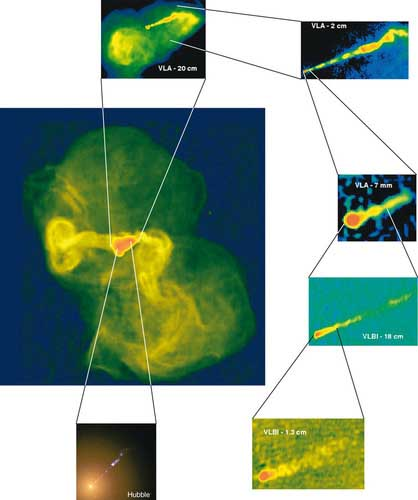 VLA - 20 cm
VLA - 2 cm
VLA - 7 mm
VLBI - 18 cm
VLBI - 1.3 cm
Hubble